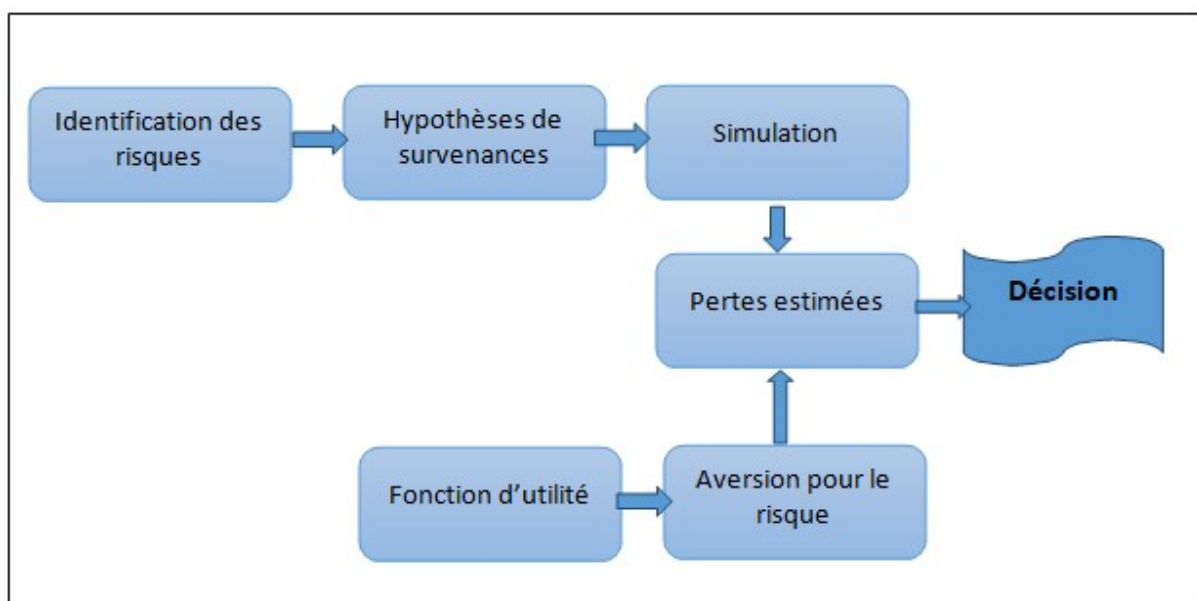 Identification des
risques
Hypothèses de
survenances
Simulation
Pertes estimées
Décision
Fonction d’utilité
Aversion pour le
risque